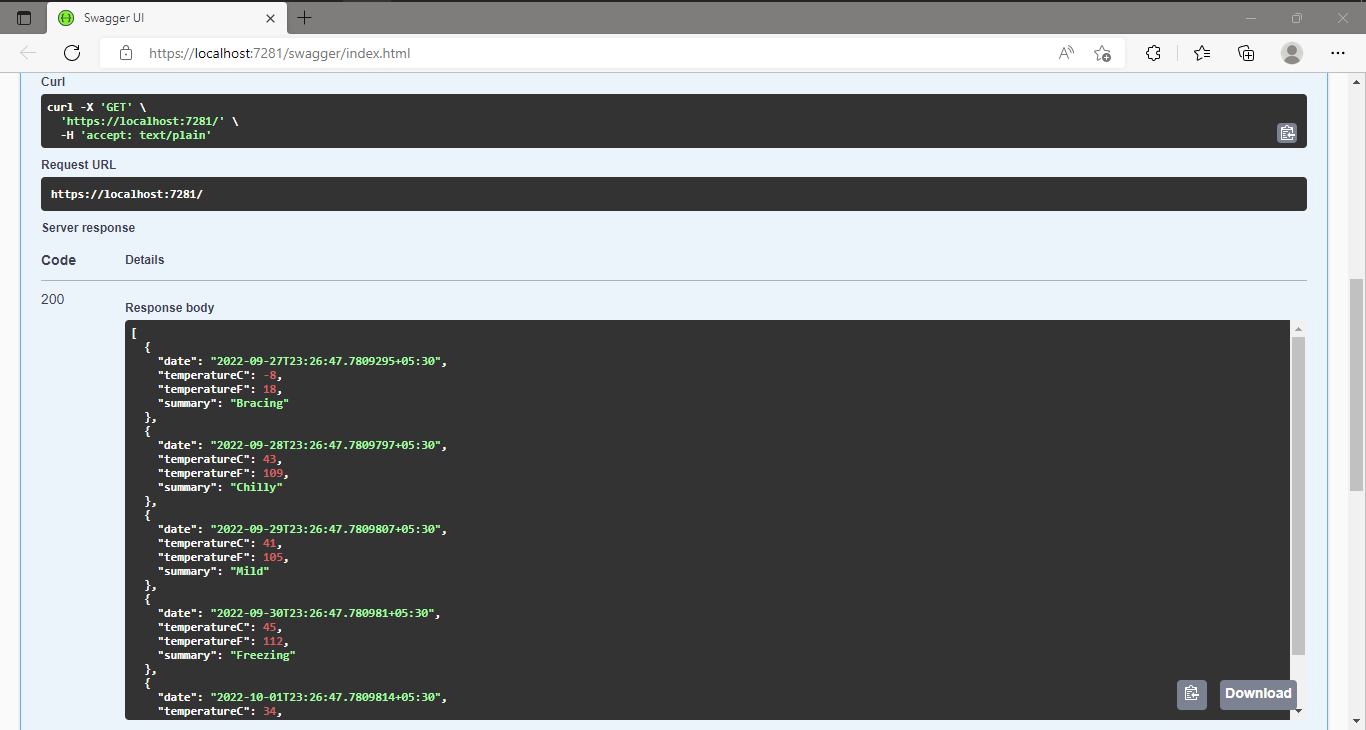 Swagger UI
https://localhost:7281/swagger/index.html
Curl
curl -X 'GET' \
  'https://localhost:7281/' \
  -H 'accept: text/plain'
Request URL
https://localhost:7281/
Server response
Code Details
200
Response body
[
  {
    "date": "2022-09-27T23:26:47.7809295+05:30",
    "temperatureC": -8,
    "temperatureF": 18,
    "summary": "Bracing"
  },
  {
    "date": "2022-09-28T23:26:47.7809797+05:30",
    "temperatureC": 43,
    "temperatureF": 109,
    "summary": "Chilly"
  },
  {
    "date": "2022-09-29T23:26:47.7809807+05:30",
    "temperatureC": 41,
    "temperatureF": 105,
    "summary": "Mild"
  },
  {
    "date": "2022-09-30T23:26:47.780981+05:30",
    "temperatureC": 45,
    "temperatureF": 112,
    "summary": "Freezing"
  },
  {
    "date": "2022-10-01T23:26:47.7809814+05:30",
    "temperatureC": 34,
Download